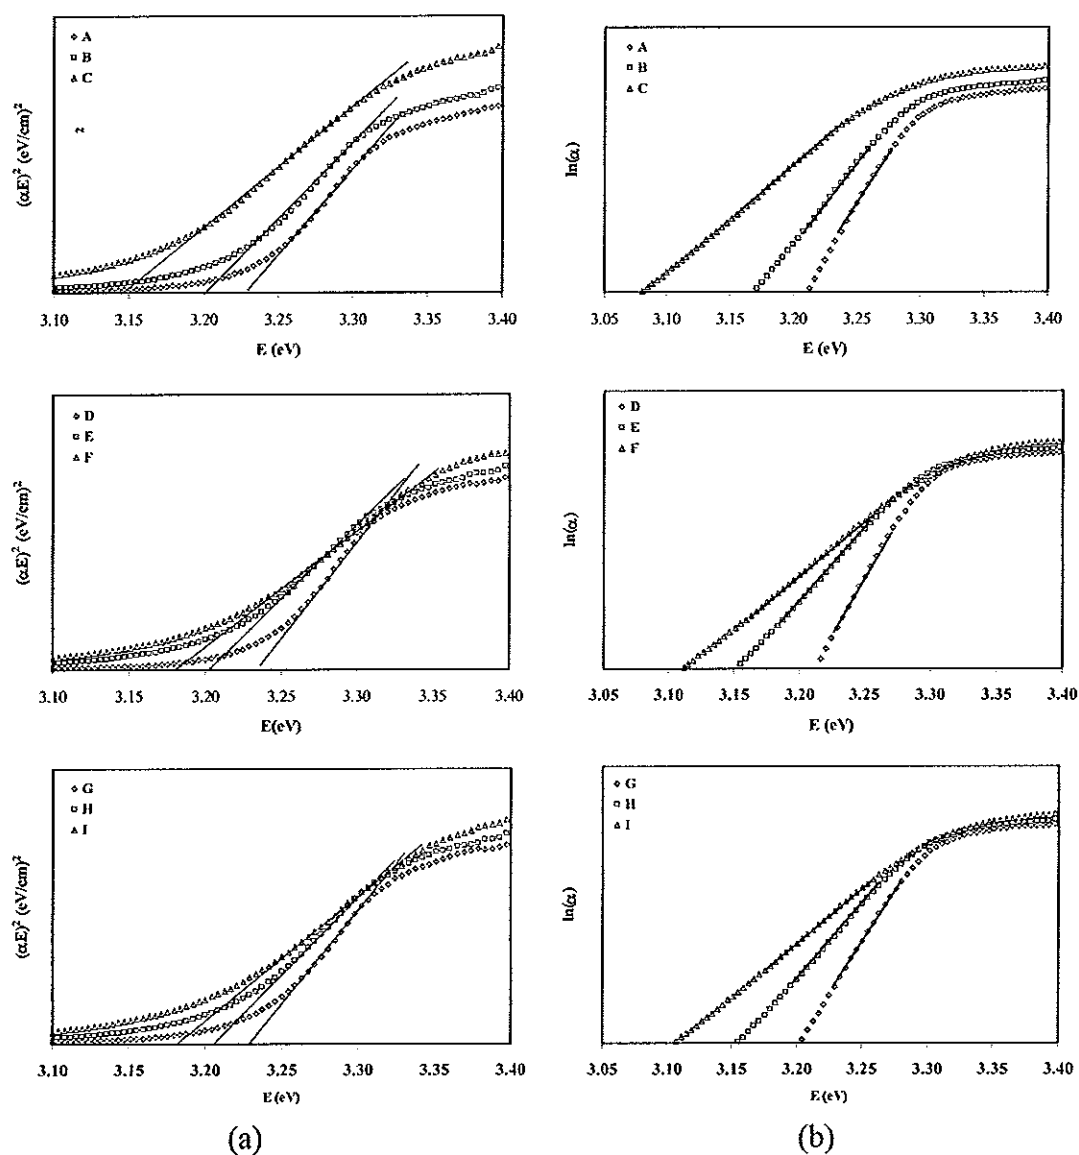 A
B
C
2
(αE)² (eV/cm)²
3.10 3.15 3.20 3.25 3.30 3.35 3.40
E (eV)
A
B
C
ln(α)
3.05 3.10 3.15 3.20 3.25 3.30 3.35 3.40
E (eV)
D
E
F
(αE)² (eV/cm)²
3.10 3.15 3.20 3.25 3.30 3.35 3.40
E(eV)
D
E
F
ln(α)
3.05 3.10 3.15 3.20 3.25 3.30 3.35 3.40
E (eV)
G
H
I
(αE)² (eV/cm)²
3.10 3.15 3.20 3.25 3.30 3.35 3.40
E (eV)
G
H
I
ln(α)
3.05 3.10 3.15 3.20 3.25 3.30 3.35 3.40
E (eV)
(a) (b)